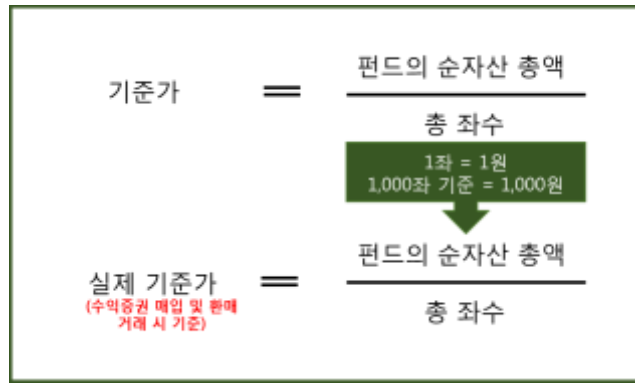 펀드의 순자산 총액
기준가 =
총 좌수
1좌 = 1원
1,000좌 기준 = 1,000원
펀드의 순자산 총액
실제 기준가 =
(수익증권 매입 및 환매
거래 시 기준)
총 좌수